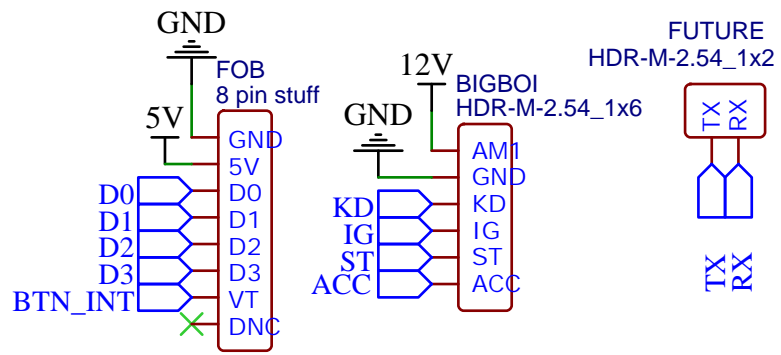 GND
FOB
8 pin stuff
5V
GND
5V
D0
D0
D1
D1
D2
D2
D3
D3
BTN_INT
VT
DNC
12V
BIGBOI
HDR-M-2.54_1x6
GND
AM1
GND
KD
KD
IG
IG
ST
ST
ACC
ACC
FUTURE
HDR-M-2.54_1x2
TX
RX
TX
RX